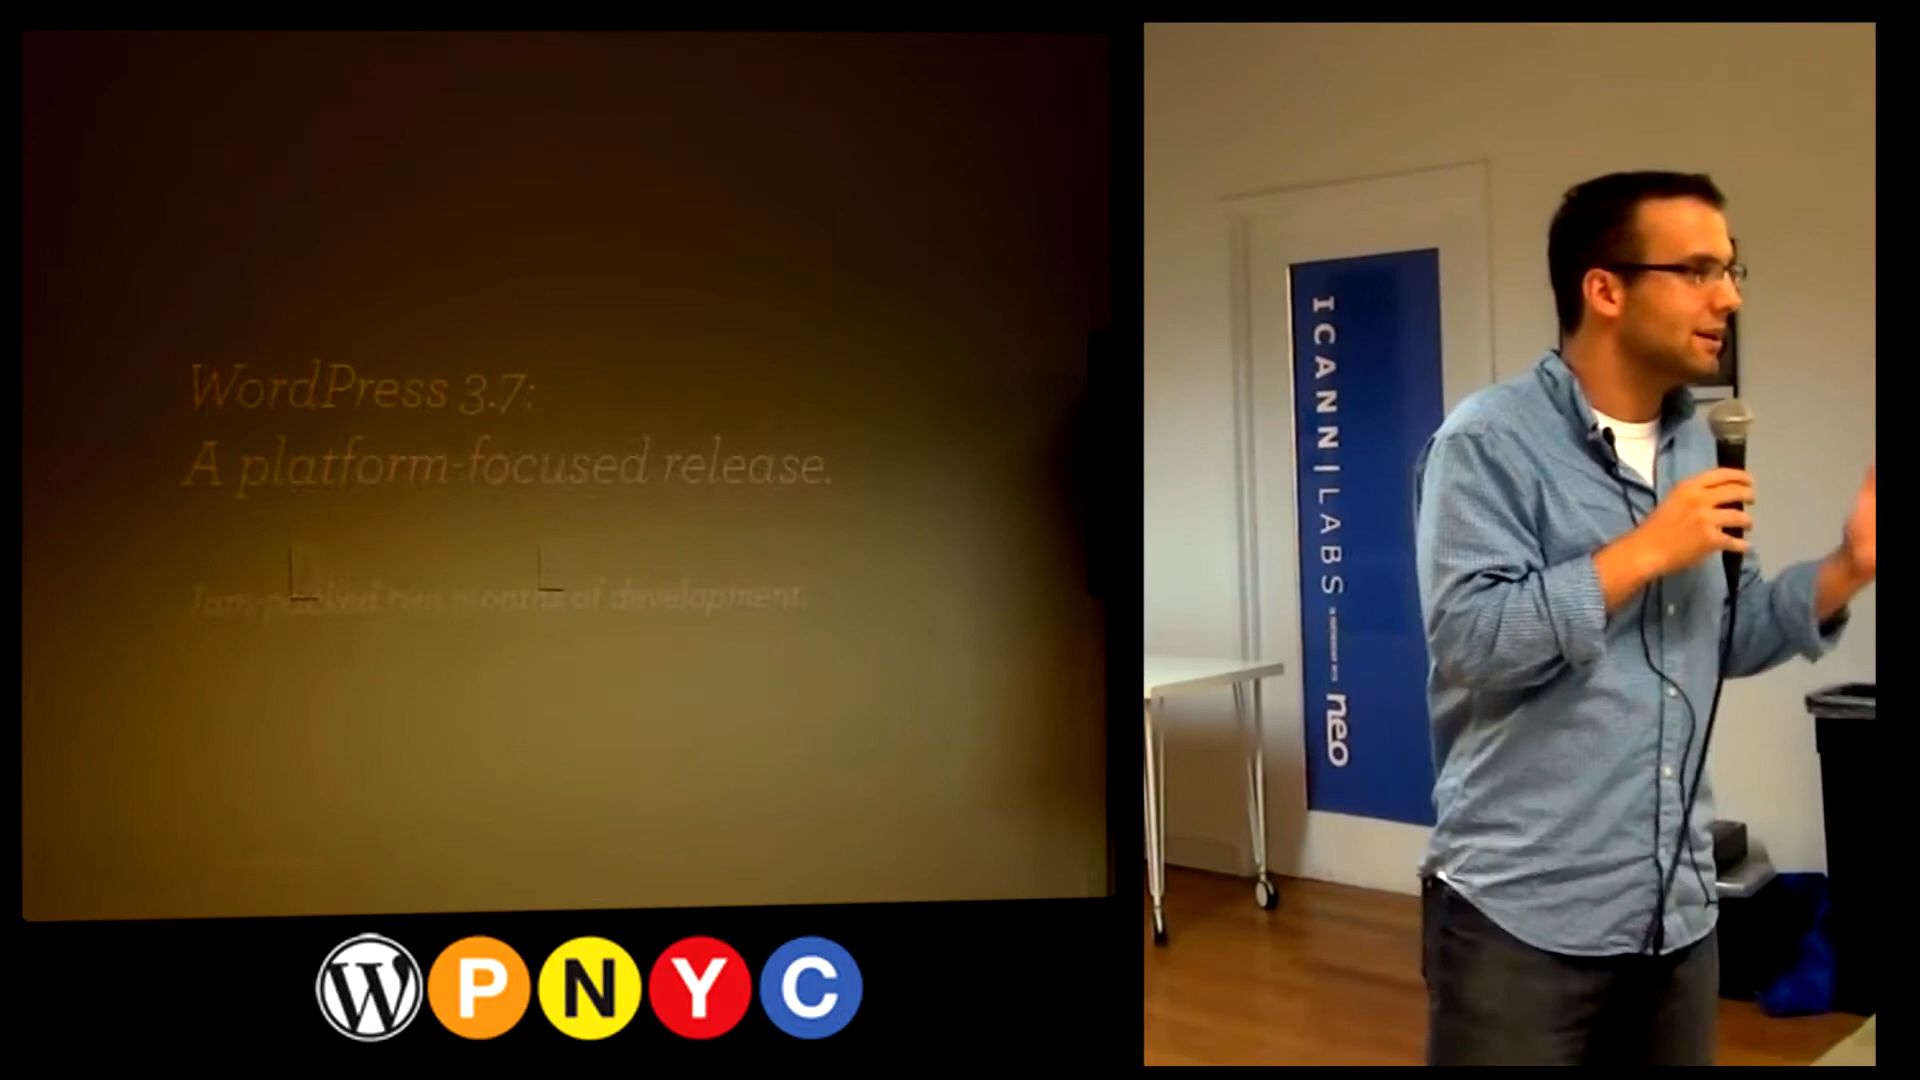 WordPress 3.7:
A platform-focused release.
Jam-packed two months of development.
W P N Y C
ICANN|LABS
neo